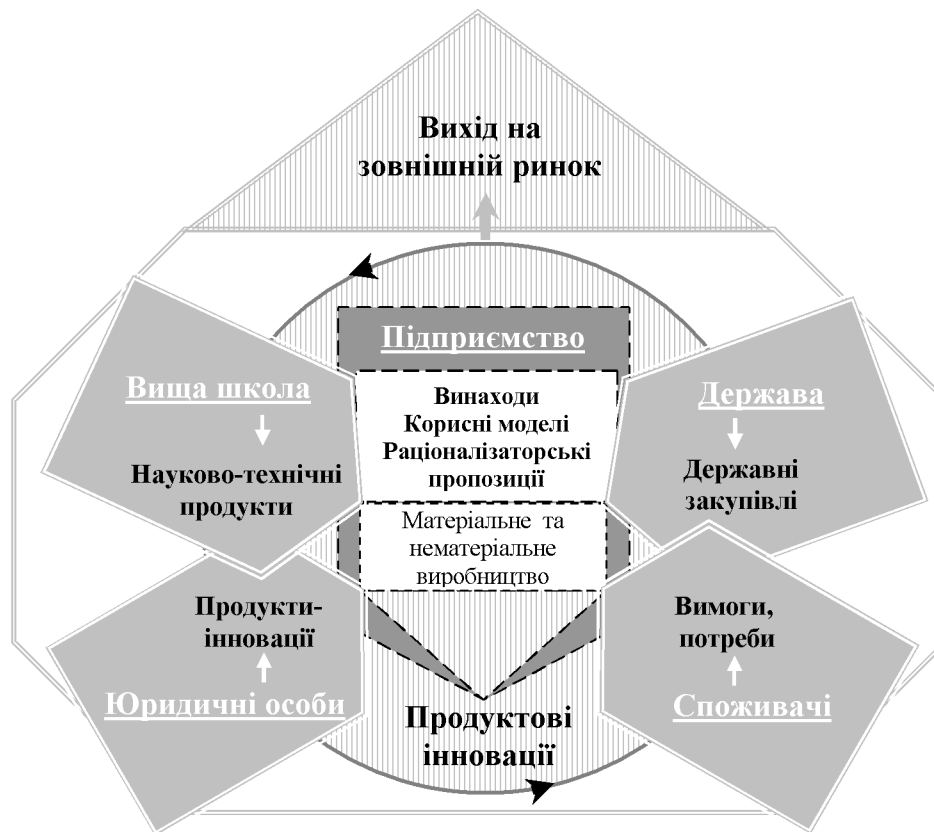 Вихід на
зовнішній ринок
Підприємство
Винаходи
Корисні моделі
Раціоналізаторські
пропозиції
Матеріальне та
нематеріальне
виробництво
Вища школа
Науково-технічні
продукти
Держава
Державні
закупівлі
Продукти-
інновації
Юридичні особи
Вимоги,
потреби
Споживачі
Продуктові
інновації